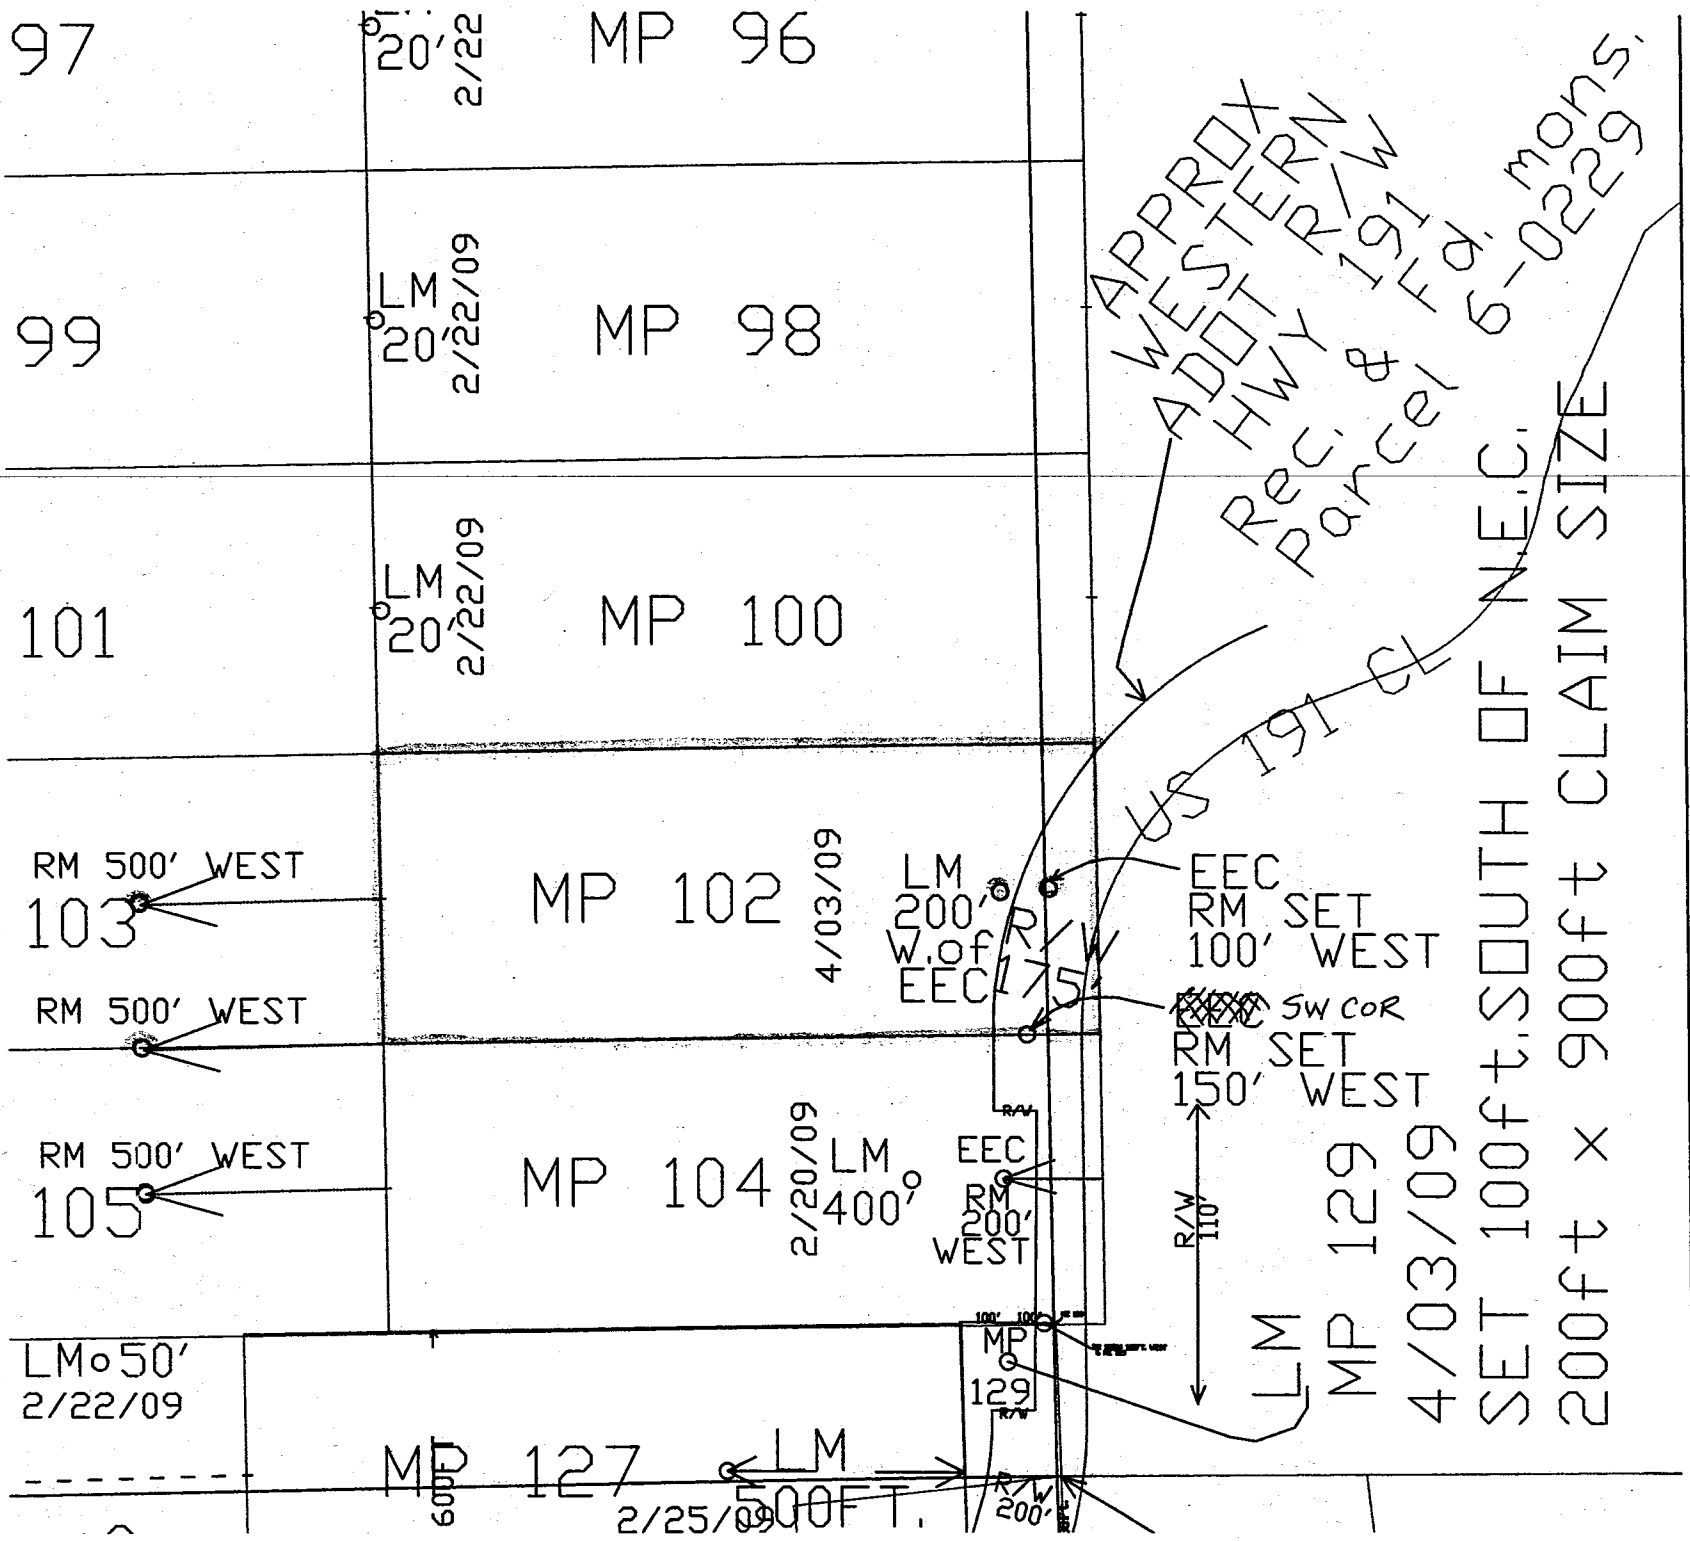 97
20'
2/22
MP 96
APPROX
WESTERN
ADOT R/W
HWY 191
Rec. & Fd. mons.
Parcel 6-0229
99
LM
20'
2/22/09
MP 98
101
LM
20'
2/22/09
MP 100
US 191 CL
RM 500' WEST
103
MP 102
4/03/09
LM
200'
W.of
EEC
R/W
175'
EEC
RM SET
100' WEST
RM 500' WEST
SW COR
RM SET
150' WEST
RM 500' WEST
105
MP 104
2/20/09
LM
400'
R/W
EEC
RM
200'
WEST
R/W
110'
LM
MP 129
4/03/09
SET 100ft.SOUTH OF N.E.C.
200ft x 900ft CLAIM SIZE
LM 50'
2/22/09
100' 100'
MP
129
R/W
MP 127
600'
LM
500FT.
2/25/09
R/W
200'